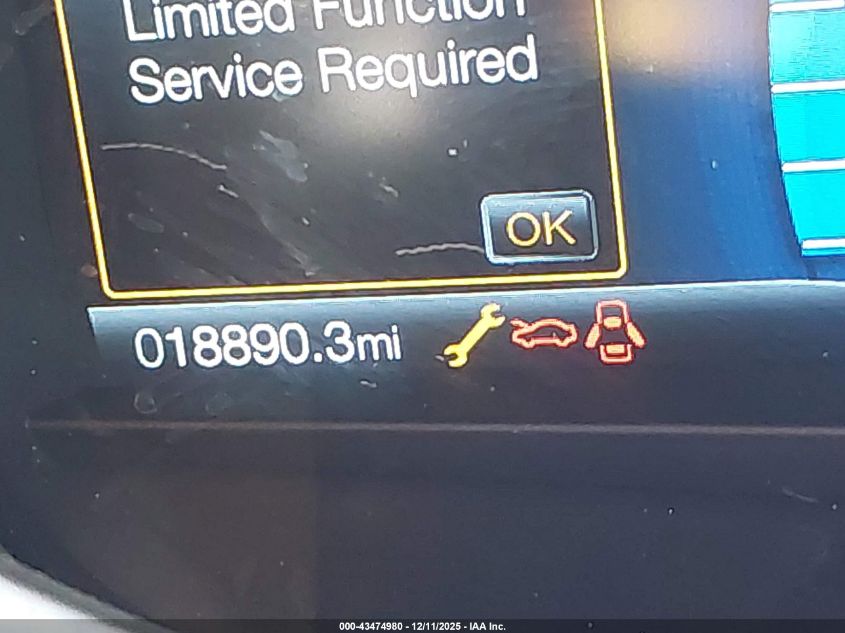 Limited Function
Service Required
OK
018890.3mi
000-43474980 - 12/11/2025 - IAA Inc.